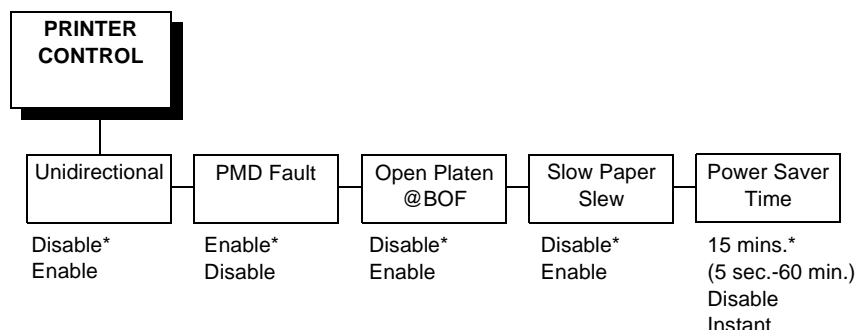 PRINTER
CONTROL
Unidirectional
PMD Fault
Open Platen
@BOF
Slow Paper
Slew
Power Saver
Time
Disable*
Enable
Enable*
Disable
Disable*
Enable
Disable*
Enable
15 mins.*
(5 sec.-60 min.)
Disable
Instant